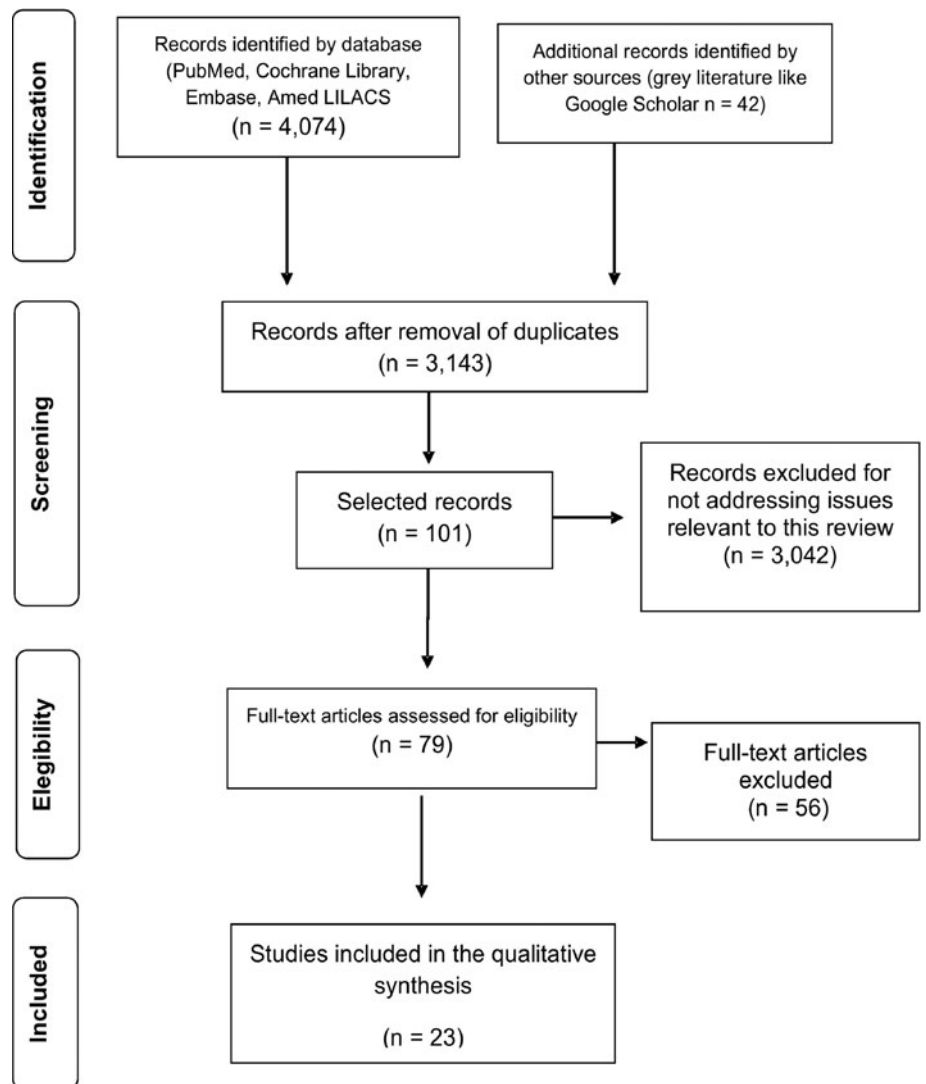 Identification
Records identified by database
(PubMed, Cochrane Library,
Embase, Amed LILACS
(n = 4,074)
Additional records identified by
other sources (grey literature like
Google Scholar n = 42)
Screening
Records after removal of duplicates
(n = 3,143)
Selected records
(n = 101)
Records excluded for
not addressing issues
relevant to this review
(n = 3,042)
Elegibility
Full-text articles assessed for eligibility
(n = 79)
Full-text articles
excluded
(n = 56)
Included
Studies included in the qualitative
synthesis
(n = 23)